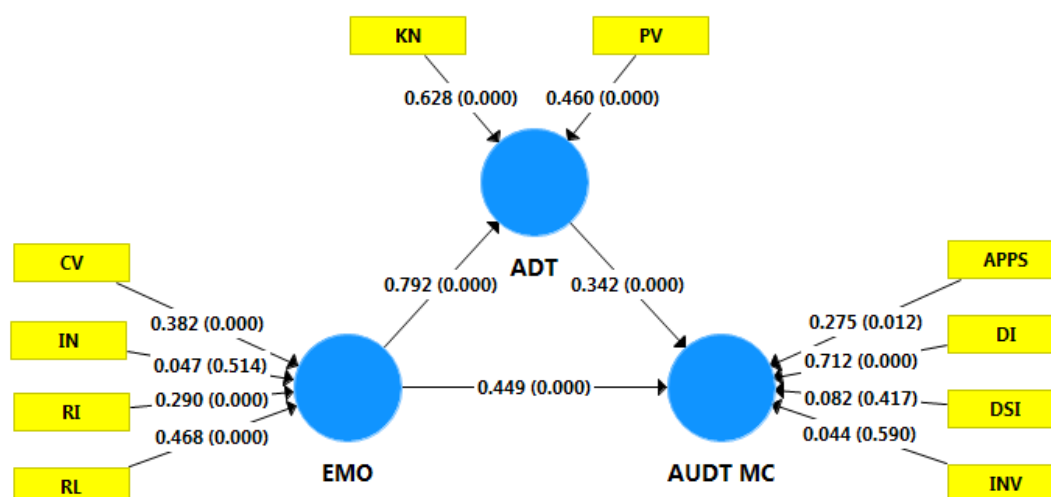 KN
PV
0.628 (0.000)
0.460 (0.000)
ADT
CV
APPS
0.792 (0.000)
0.342 (0.000)
0.382 (0.000)
0.275 (0.012)
IN
DI
0.047 (0.514)
0.712 (0.000)
0.449 (0.000)
RI
0.290 (0.000)
0.082 (0.417)
DSI
0.468 (0.000)
0.044 (0.590)
EMO
AUDT MC
RL
INV